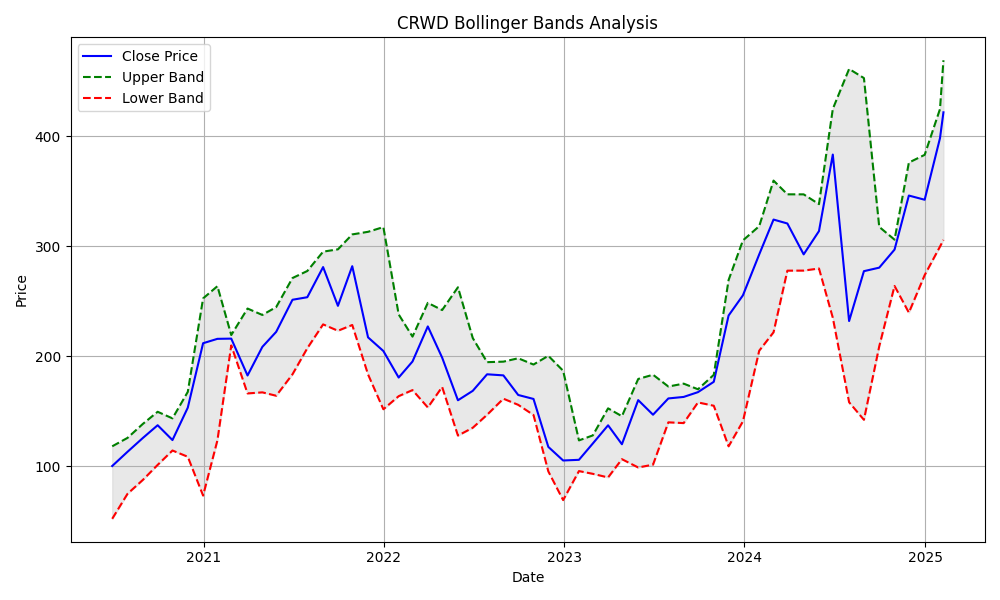 CRWD Bollinger Bands Analysis
Close Price
Upper Band
Lower Band
Price
400
300
200
100
2021 2022 2023 2024 2025
Date